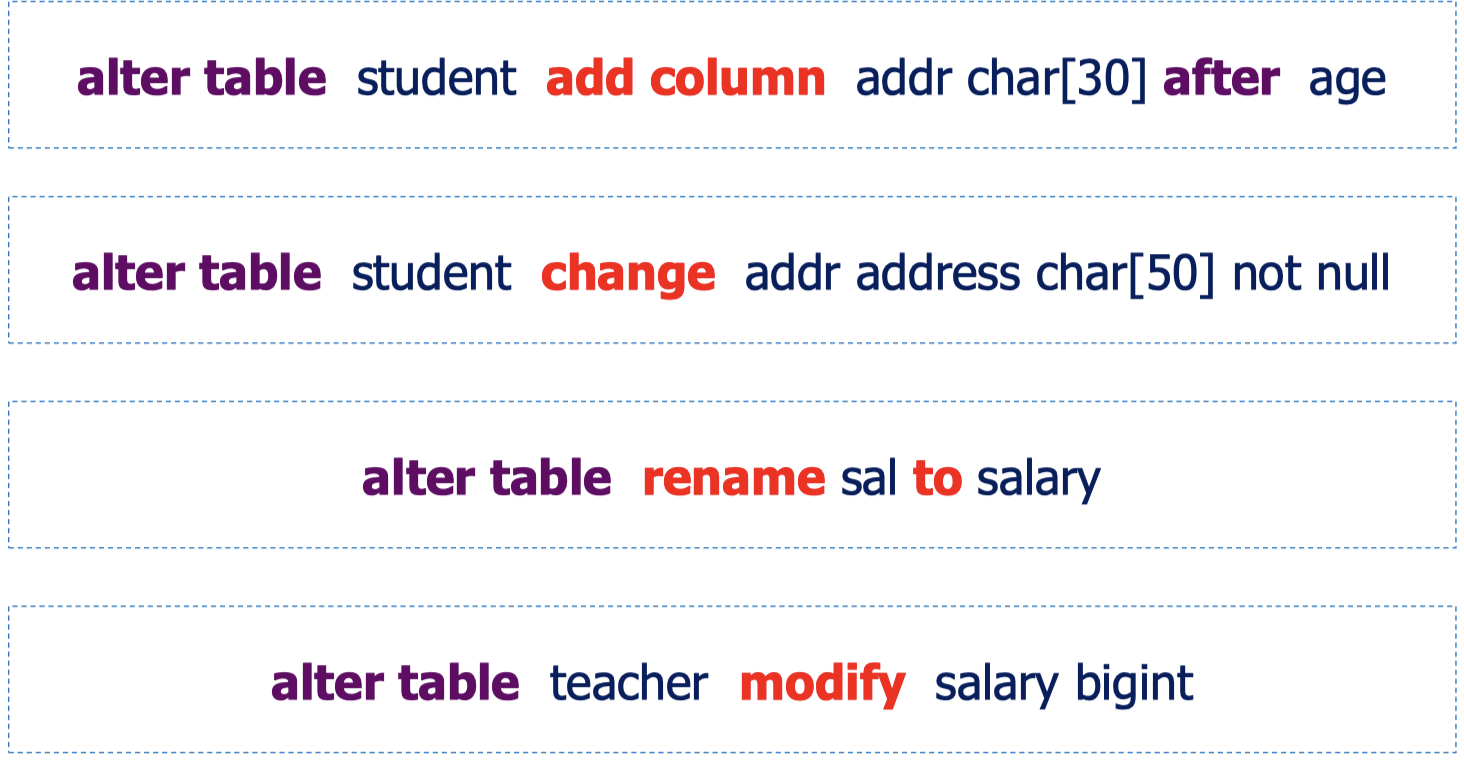 alter table student add column addr char[30] after age
alter table student change addr address char[50] not null
alter table rename sal to salary
alter table teacher modify salary bigint